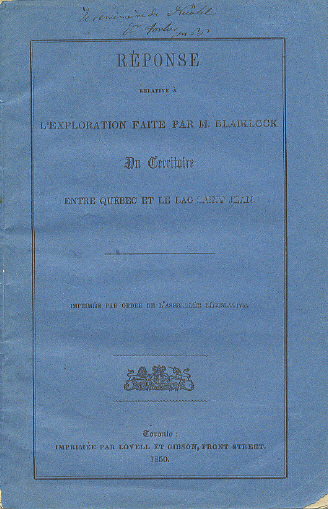 RÉPONSE
RELATIVE À
L'EXPLORATION FAITE PAR M. BLAIKLOCK
Du Territoire
ENTRE QUEBEC ET LE LAC SAINT JEAN
IMPRIMÉE PAR ORDRE DE L'ASSEMBLÉE LÉGISLATIVE.
Toronto:
IMPRIMÉE PAR LOVELL ET GIBSON, FRONT STREET.
1850.